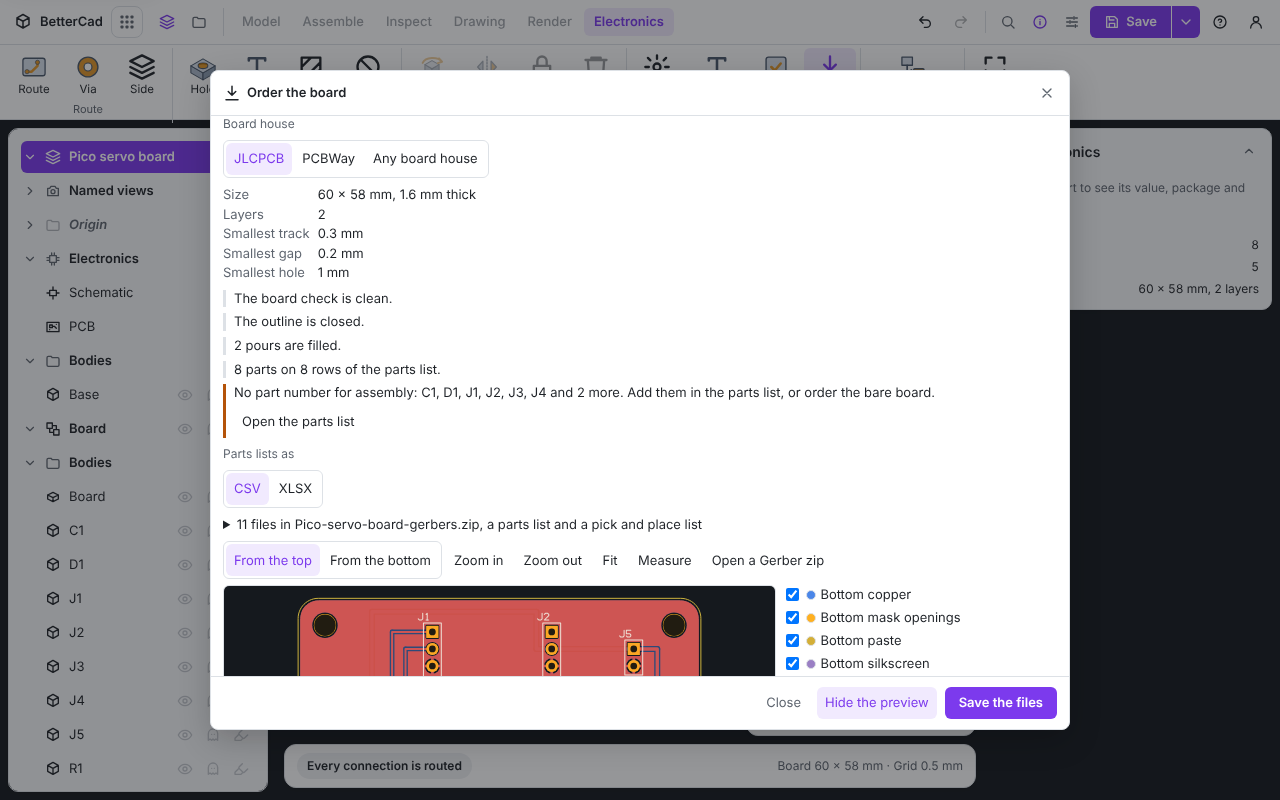 BetterCad
Model Assemble Inspect Drawing Render Electronics
Save
Route Via Side
Route
Order the board
Board house
JLCPCB PCBWay Any board house
Size 60 × 58 mm, 1.6 mm thick
Layers 2
Smallest track 0.3 mm
Smallest gap 0.2 mm
Smallest hole 1 mm
The board check is clean.
The outline is closed.
2 pours are filled.
8 parts on 8 rows of the parts list.
No part number for assembly: C1, D1, J1, J2, J3, J4 and 2 more. Add them in the parts list, or order the bare board.
Open the parts list
Parts lists as
CSV XLSX
11 files in Pico-servo-board-gerbers.zip, a parts list and a pick and place list
From the top From the bottom Zoom in Zoom out Fit Measure Open a Gerber zip
J1 J2
J5
Bottom copper
Bottom mask openings
Bottom paste
Bottom silkscreen
Close Hide the preview Save the files
Pico servo board
Named views
Origin
Electronics
Schematic
PCB
Bodies
Base
Board
Bodies
Board
C1
D1
J1
J2
J3
J4
J5
R1
to see its value, package and
8
5
60 × 58 mm, 2 layers
Every connection is routed
Board 60 × 58 mm · Grid 0.5 mm